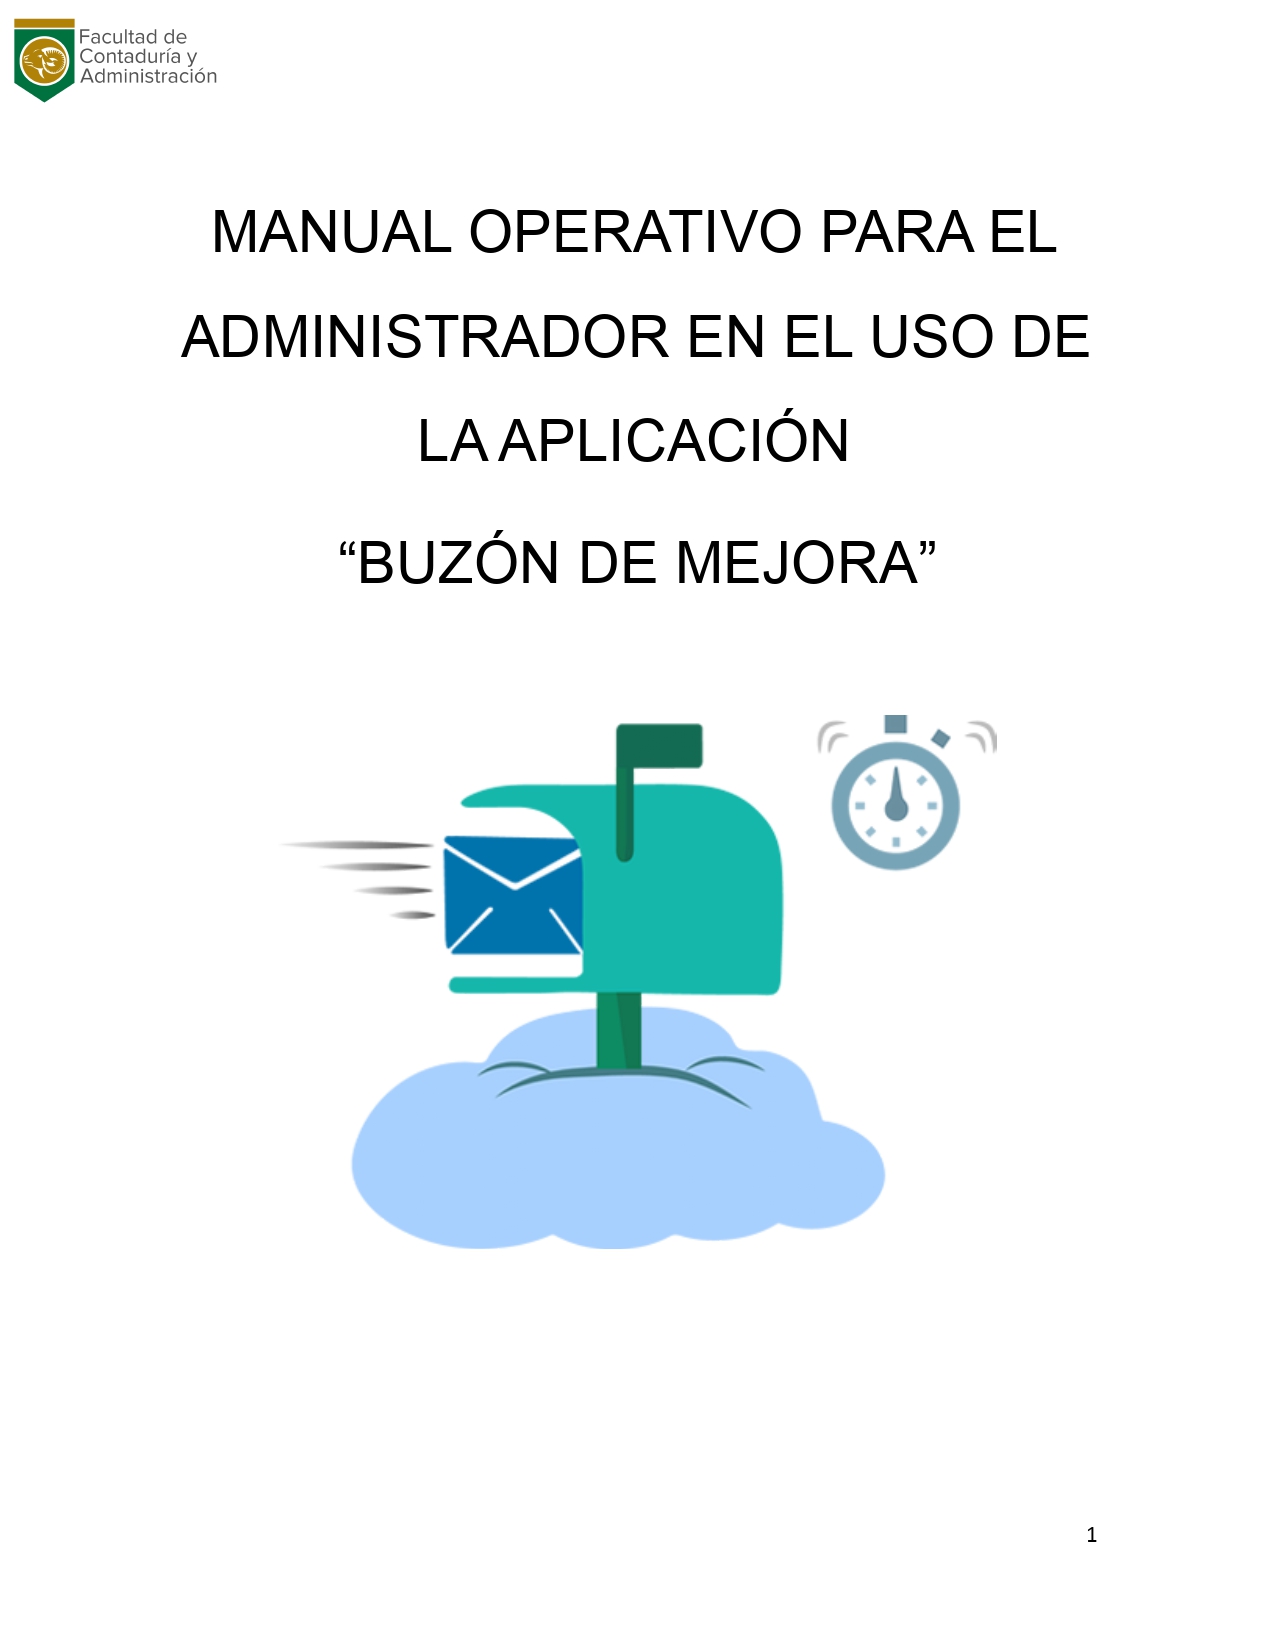 Facultad de
Contaduría y
Administración
MANUAL OPERATIVO PARA EL
ADMINISTRADOR EN EL USO DE
LA APLICACIÓN
“BUZÓN DE MEJORA”
1